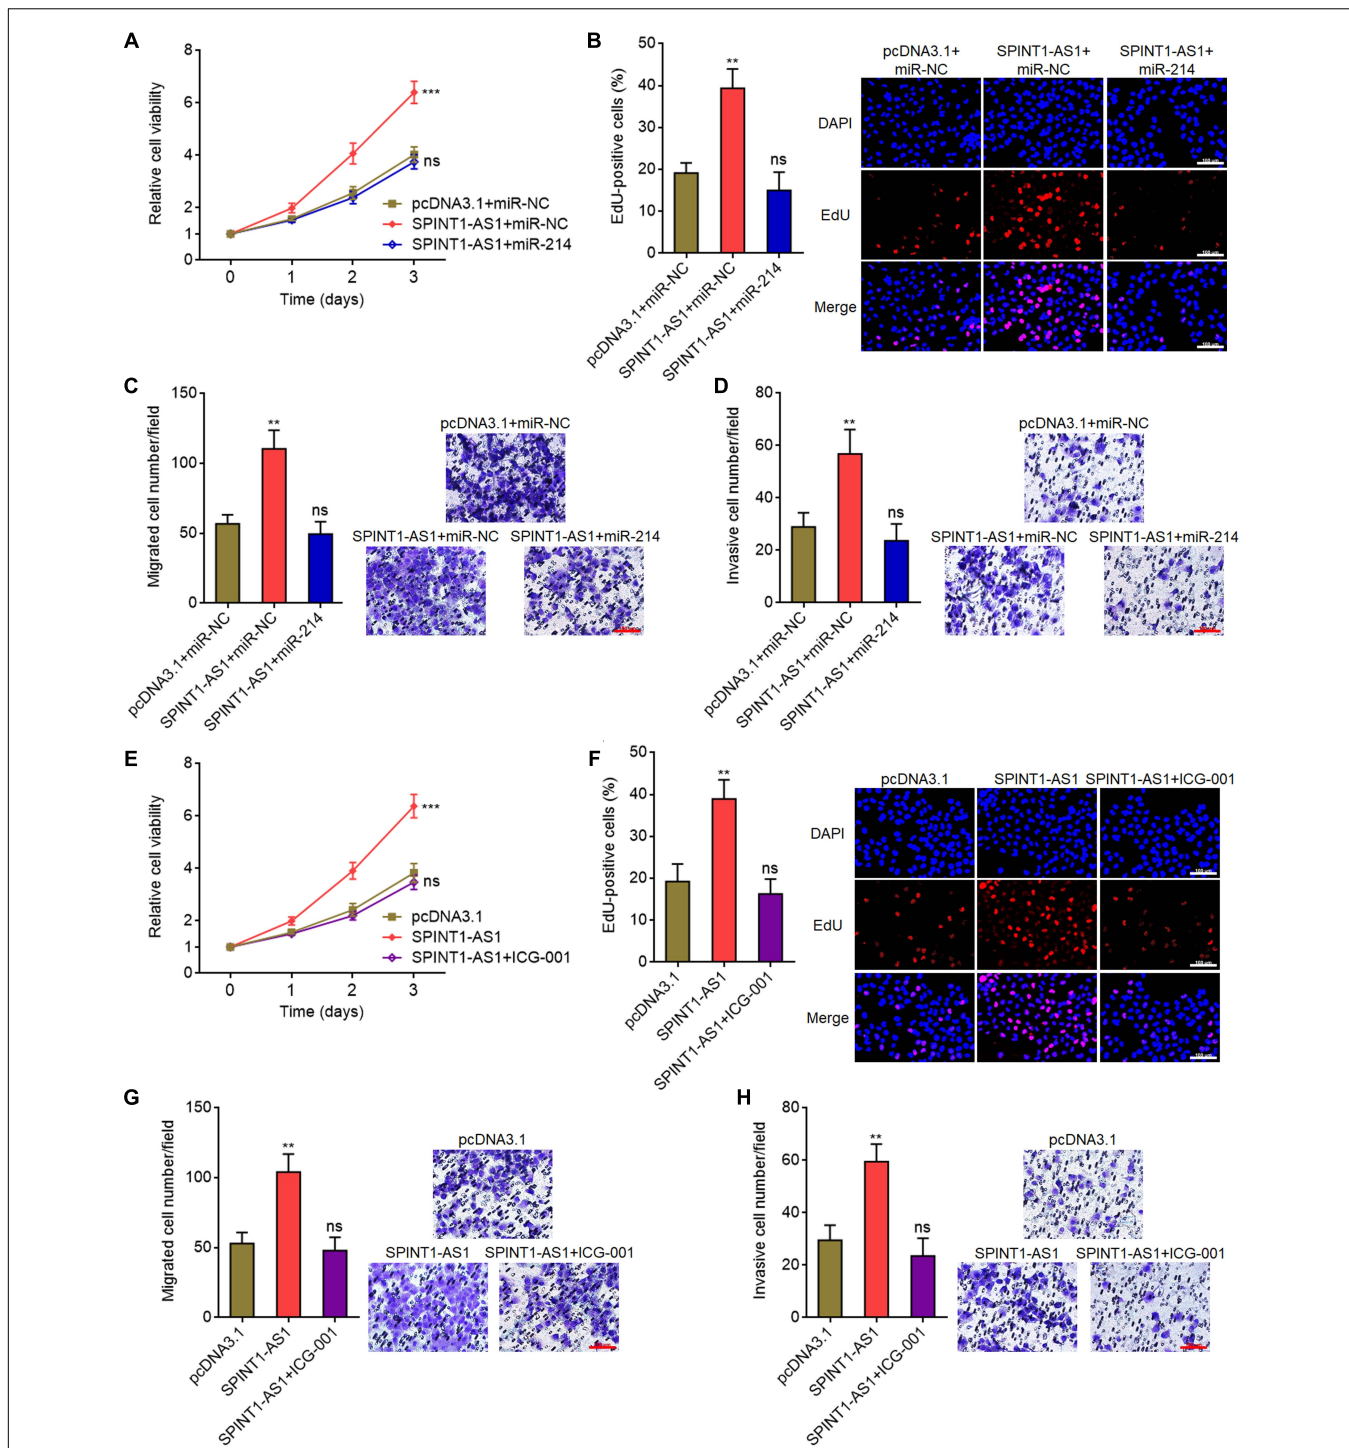 A
8
6
4
2
1
0
Relative cell viability
***
ns
pcDNA3.1+miR-NC
SPINT1-AS1+miR-NC
SPINT1-AS1+miR-214
0 1 2 3
Time (days)
B
50
40
30
20
10
0
EdU-positive cells (%)
**
ns
pcDNA3.1+miR-NC
SPINT1-AS1+miR-NC
SPINT1-AS1+miR-214
pcDNA3.1+ SPINT1-AS1+ SPINT1-AS1+
miR-NC miR-NC miR-214
DAPI
100 μm
EdU
100 μm
Merge
100 μm
C
150
100
50
0
Migrated cell number/field
**
ns
pcDNA3.1+miR-NC
SPINT1-AS1+miR-NC
SPINT1-AS1+miR-214
pcDNA3.1+miR-NC
SPINT1-AS1+miR-NC SPINT1-AS1+miR-214
D
80
60
40
20
0
Invasive cell number/field
**
ns
pcDNA3.1+miR-NC
SPINT1-AS1+miR-NC
SPINT1-AS1+miR-214
pcDNA3.1+miR-NC
SPINT1-AS1+miR-NC SPINT1-AS1+miR-214
E
8
6
4
2
1
0
Relative cell viability
***
ns
pcDNA3.1
SPINT1-AS1
SPINT1-AS1+ICG-001
0 1 2 3
Time (days)
F
50
40
30
20
10
0
EdU-positive cells (%)
**
ns
pcDNA3.1
SPINT1-AS1
SPINT1-AS1+ICG-001
pcDNA3.1 SPINT1-AS1 SPINT1-AS1+ICG-001
DAPI
100 μm
EdU
100 μm
Merge
100 μm
G
150
100
50
0
Migrated cell number/field
**
ns
pcDNA3.1
SPINT1-AS1
SPINT1-AS1+ICG-001
pcDNA3.1
SPINT1-AS1 SPINT1-AS1+ICG-001
H
80
60
40
20
0
Invasive cell number/field
**
ns
pcDNA3.1
SPINT1-AS1
SPINT1-AS1+ICG-001
pcDNA3.1
SPINT1-AS1 SPINT1-AS1+ICG-001